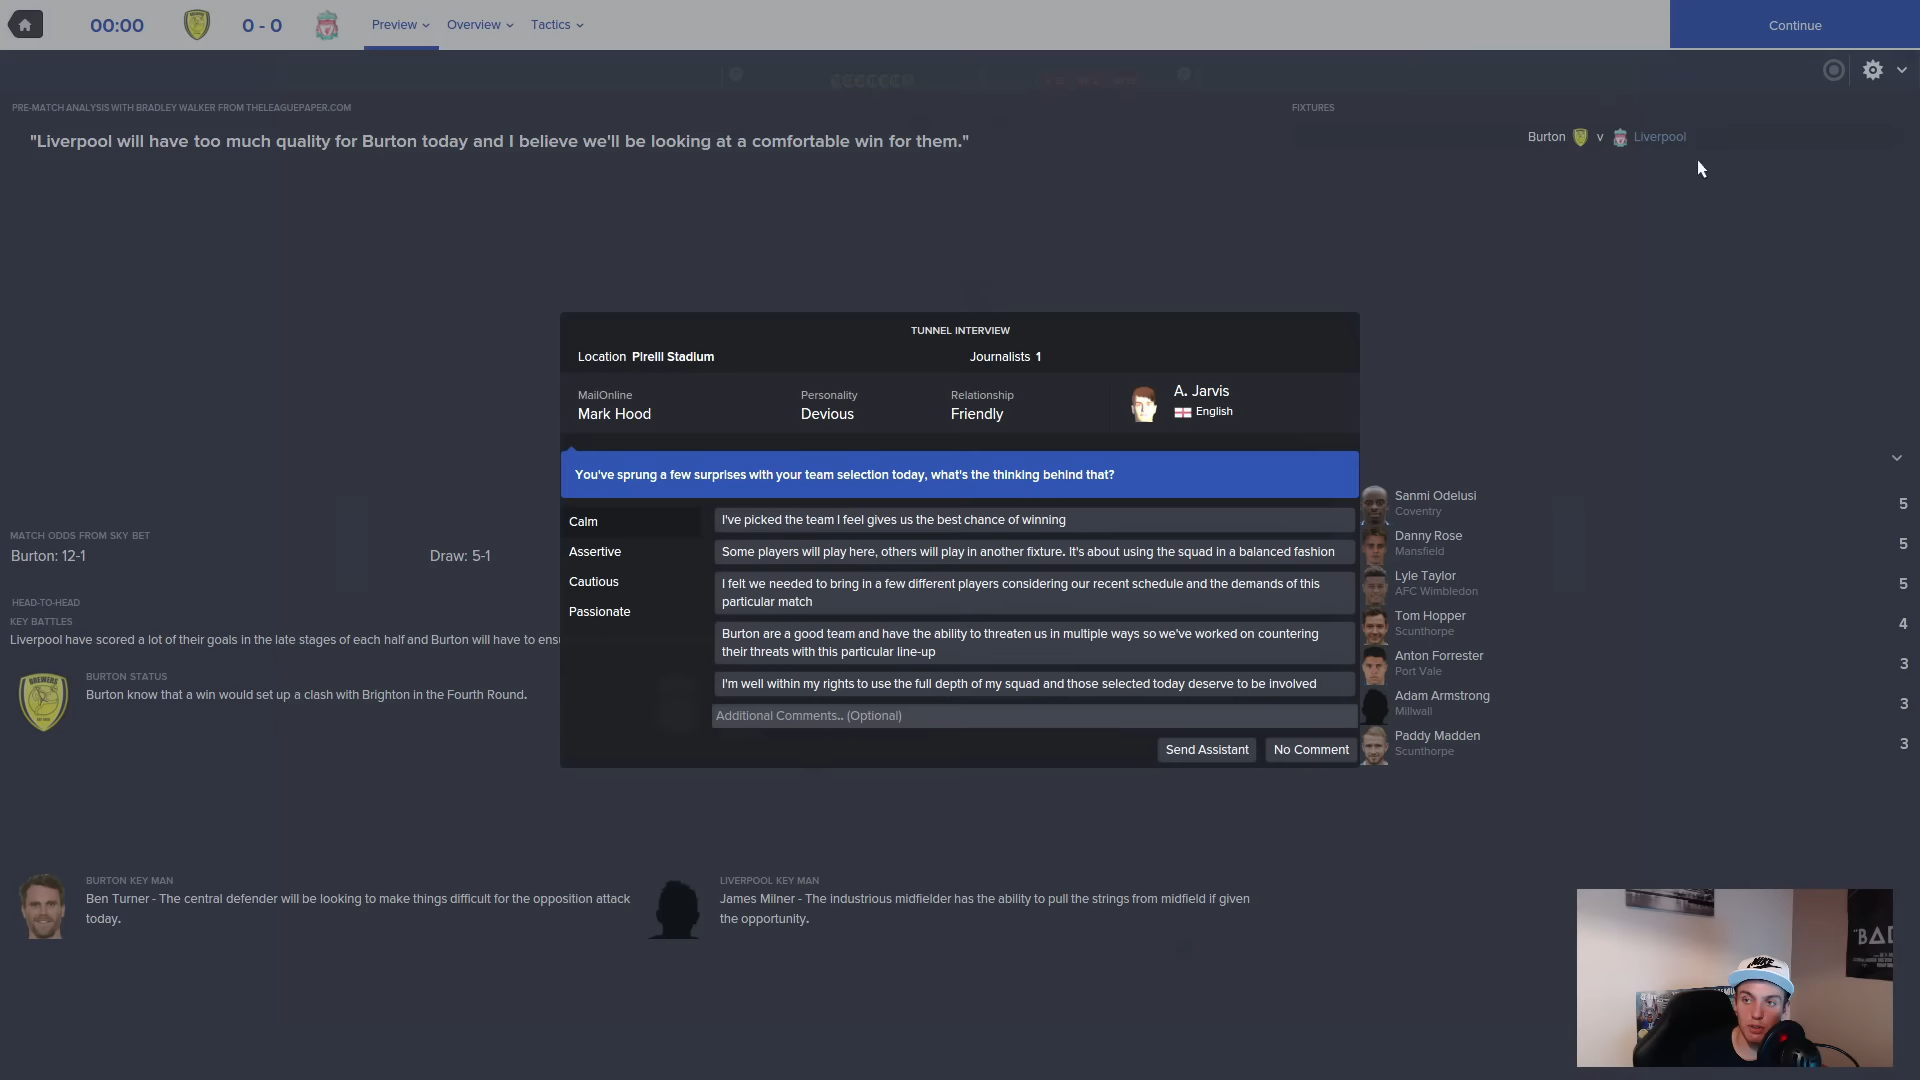 00:00
0 - 0
Preview
Overview
Tactics
Continue
PRE-MATCH ANALYSIS WITH BRADLEY WALKER FROM THELEAGUEPAPER.COM
"Liverpool will have too much quality for Burton today and I believe we'll be looking at a comfortable win for them."
FIXTURES
Burton v Liverpool
TUNNEL INTERVIEW
Location Pirelli Stadium
Journalists 1
MailOnline
Mark Hood
Personality
Devious
Relationship
Friendly
A. Jarvis
English
You've sprung a few surprises with your team selection today, what's the thinking behind that?
Calm
Assertive
Cautious
Passionate
I've picked the team I feel gives us the best chance of winning
Some players will play here, others will play in another fixture. It's about using the squad in a balanced fashion
I felt we needed to bring in a few different players considering our recent schedule and the demands of this
particular match
Burton are a good team and have the ability to threaten us in multiple ways so we've worked on countering
their threats with this particular line-up
I'm well within my rights to use the full depth of my squad and those selected today deserve to be involved
Additional Comments.. (Optional)
Send Assistant
No Comment
MATCH ODDS FROM SKY BET
Burton: 12-1
Draw: 5-1
HEAD-TO-HEAD
KEY BATTLES
Liverpool have scored a lot of their goals in the late stages of each half and Burton will have to ens
BREWERS
BURTON STATUS
Burton know that a win would set up a clash with Brighton in the Fourth Round.
Sanmi Odelusi
Coventry
5
Danny Rose
Mansfield
5
Lyle Taylor
AFC Wimbledon
5
Tom Hopper
Scunthorpe
4
Anton Forrester
Port Vale
3
Adam Armstrong
Millwall
3
Paddy Madden
Scunthorpe
3
BURTON KEY MAN
Ben Turner - The central defender will be looking to make things difficult for the opposition attack
today.
LIVERPOOL KEY MAN
James Milner - The industrious midfielder has the ability to pull the strings from midfield if given
the opportunity.
"BAD
NIKE